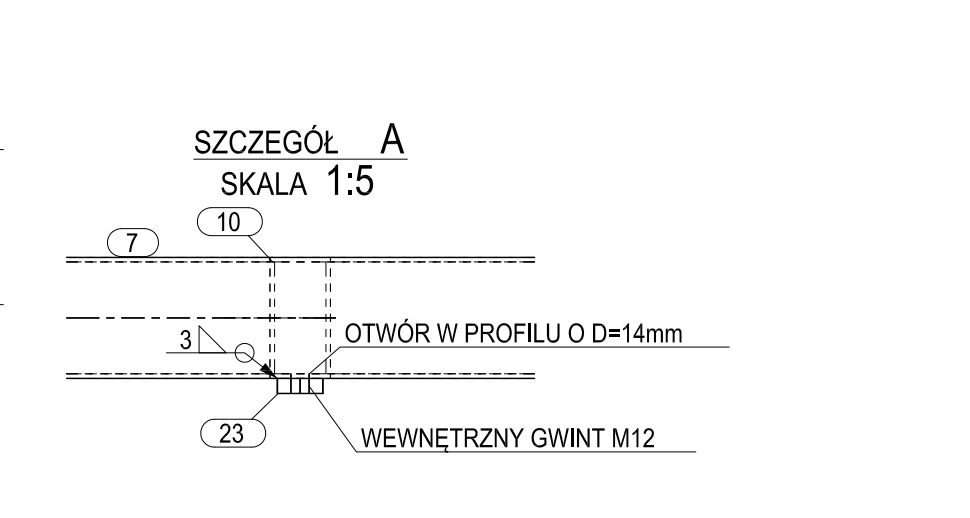 SZCZEGÓŁ A
SKALA 1:5
10
7
3
OTWÓR W PROFILU O D=14mm
23
WEWNĘTRZNY GWINT M12